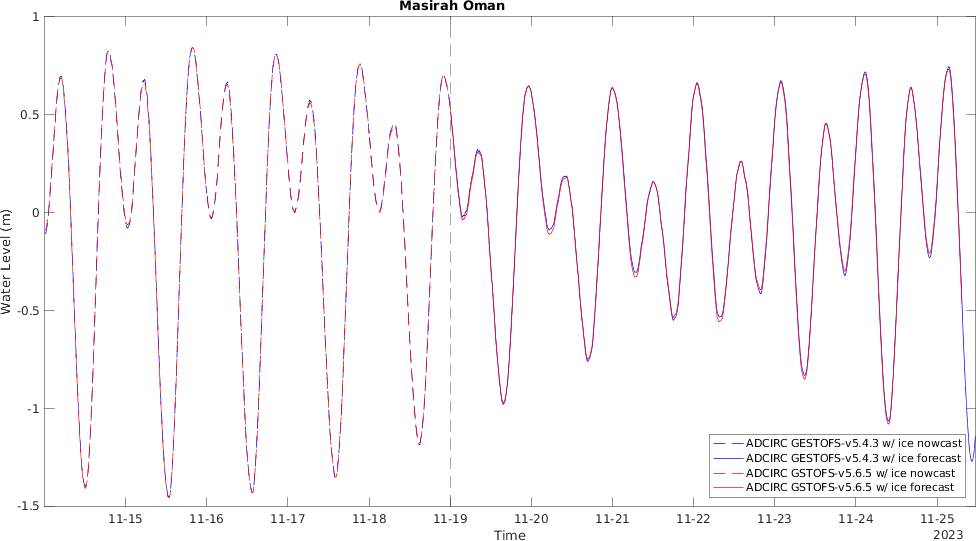 Masirah Oman
1
0.5
0
-0.5
-1
-1.5
Water Level (m)
ADCIRC GESTOFS-v5.4.3 w/ ice nowcast
ADCIRC GESTOFS-v5.4.3 w/ ice forecast
ADCIRC GSTOFS-v5.6.5 w/ ice nowcast
ADCIRC GSTOFS-v5.6.5 w/ ice forecast
11-15 11-16 11-17 11-18 11-19 11-20 11-21 11-22 11-23 11-24 11-25
Time
2023